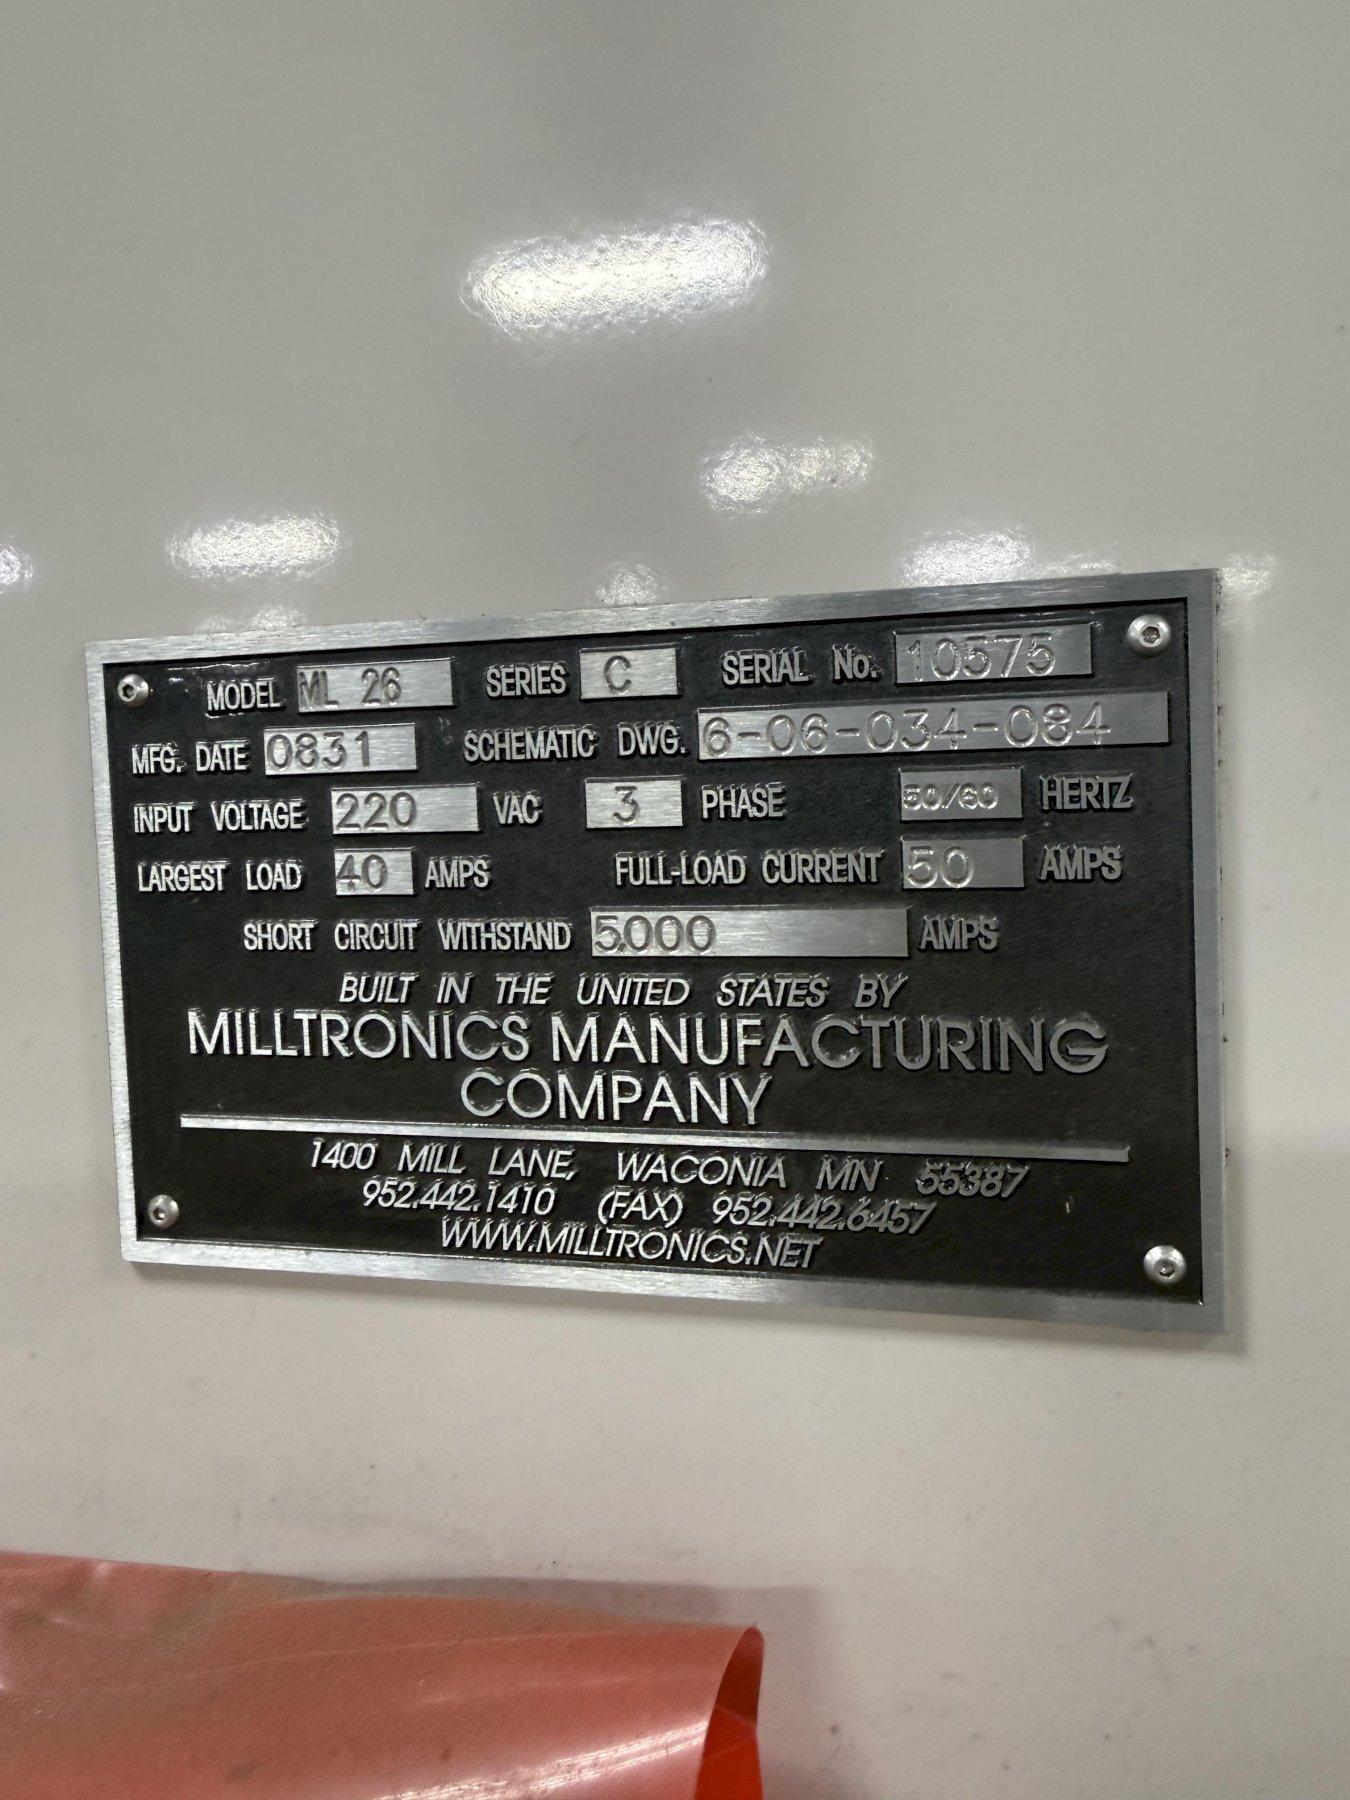 MODEL ML 26 SERIES C SERIAL No. 10575
MFG. DATE 0831 SCHEMATIC DWG. 6-06-034-084
INPUT VOLTAGE 220 VAC 3 PHASE 50/60 HERTZ
LARGEST LOAD 40 AMPS FULL-LOAD CURRENT 50 AMPS
SHORT CIRCUIT WITHSTAND 5,000 AMPS
BUILT IN THE UNITED STATES BY
MILLTRONICS MANUFACTURING
COMPANY
1400 MILL LANE, WACONIA MN 55387
952.442.1410 (FAX) 952.442.6457
WWW.MILLTRONICS.NET